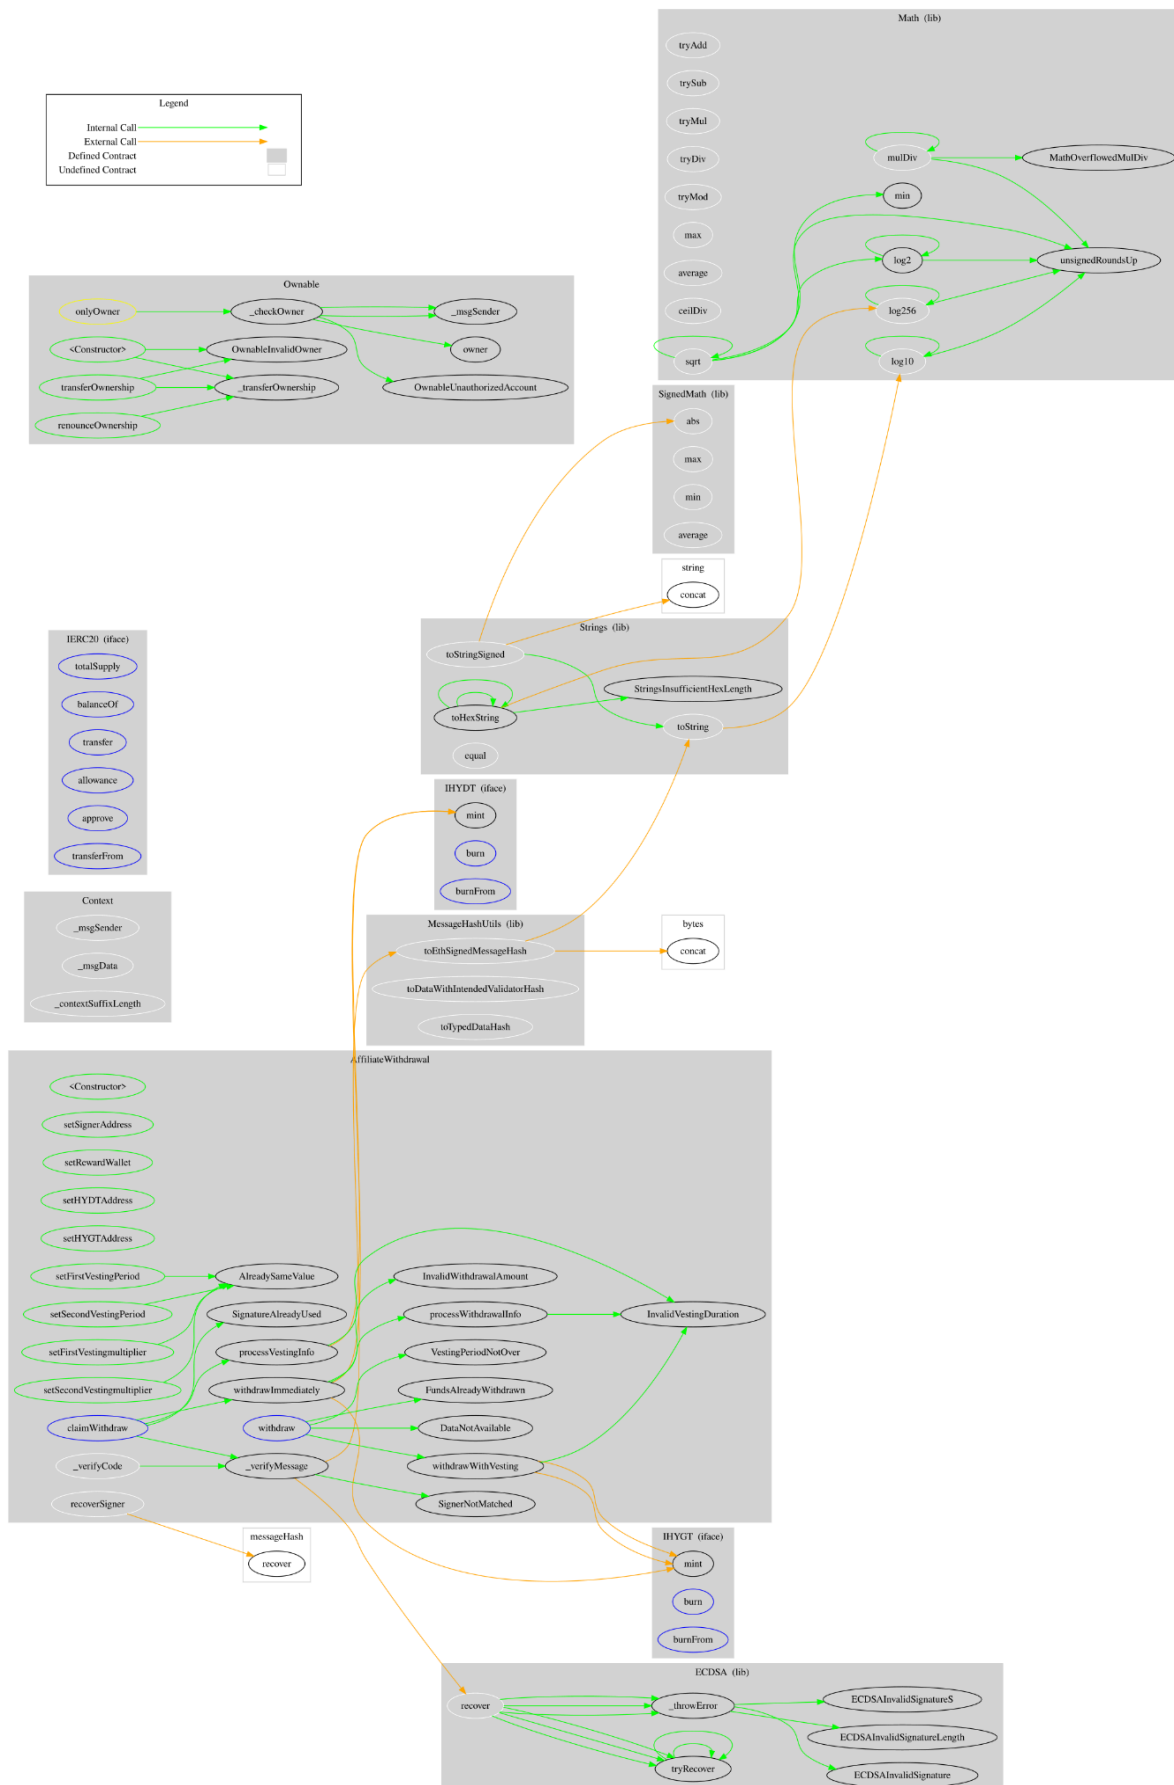 Legend
Internal Call
External Call
Defined Contract
Undefined Contract
Math (lib)
tryAdd
trySub
tryMul
tryDiv
tryMod
max
average
ceilDiv
sqrt
mulDiv
min
log2
log256
log10
MathOverflowedMulDiv
unsignedRoundsUp
Ownable
onlyOwner
<Constructor>
transferOwnership
renounceOwnership
_checkOwner
OwnableInvalidOwner
_transferOwnership
_msgSender
owner
OwnableUnauthorizedAccount
SignedMath (lib)
abs
max
min
average
string
concat
Strings (lib)
toStringSigned
toHexString
equal
StringsInsufficientHexLength
toString
IERC20 (iface)
totalSupply
balanceOf
transfer
allowance
approve
transferFrom
IHYDT (iface)
mint
burn
burnFrom
Context
_msgSender
_msgData
_contextSuffixLength
MessageHashUtils (lib)
toEthSignedMessageHash
toDataWithIntendedValidatorHash
toTypedDataHash
bytes
concat
AffiliateWithdrawal
<Constructor>
setSignerAddress
setRewardWallet
setHYDTAddress
setHYGTAddress
setFirstVestingPeriod
setSecondVestingPeriod
setFirstVestingmultiplier
setSecondVestingmultiplier
claimWithdraw
_verifyCode
recoverSigner
AlreadySameValue
SignatureAlreadyUsed
processVestingInfo
withdrawImmediately
withdraw
_verifyMessage
InvalidWithdrawalAmount
processWithdrawalInfo
VestingPeriodNotOver
FundsAlreadyWithdrawn
DataNotAvailable
withdrawWithVesting
SignerNotMatched
InvalidVestingDuration
messageHash
recover
IHYGT (iface)
mint
burn
burnFrom
ECDSA (lib)
recover
_throwError
tryRecover
ECDSAInvalidSignatureS
ECDSAInvalidSignatureLength
ECDSAInvalidSignature